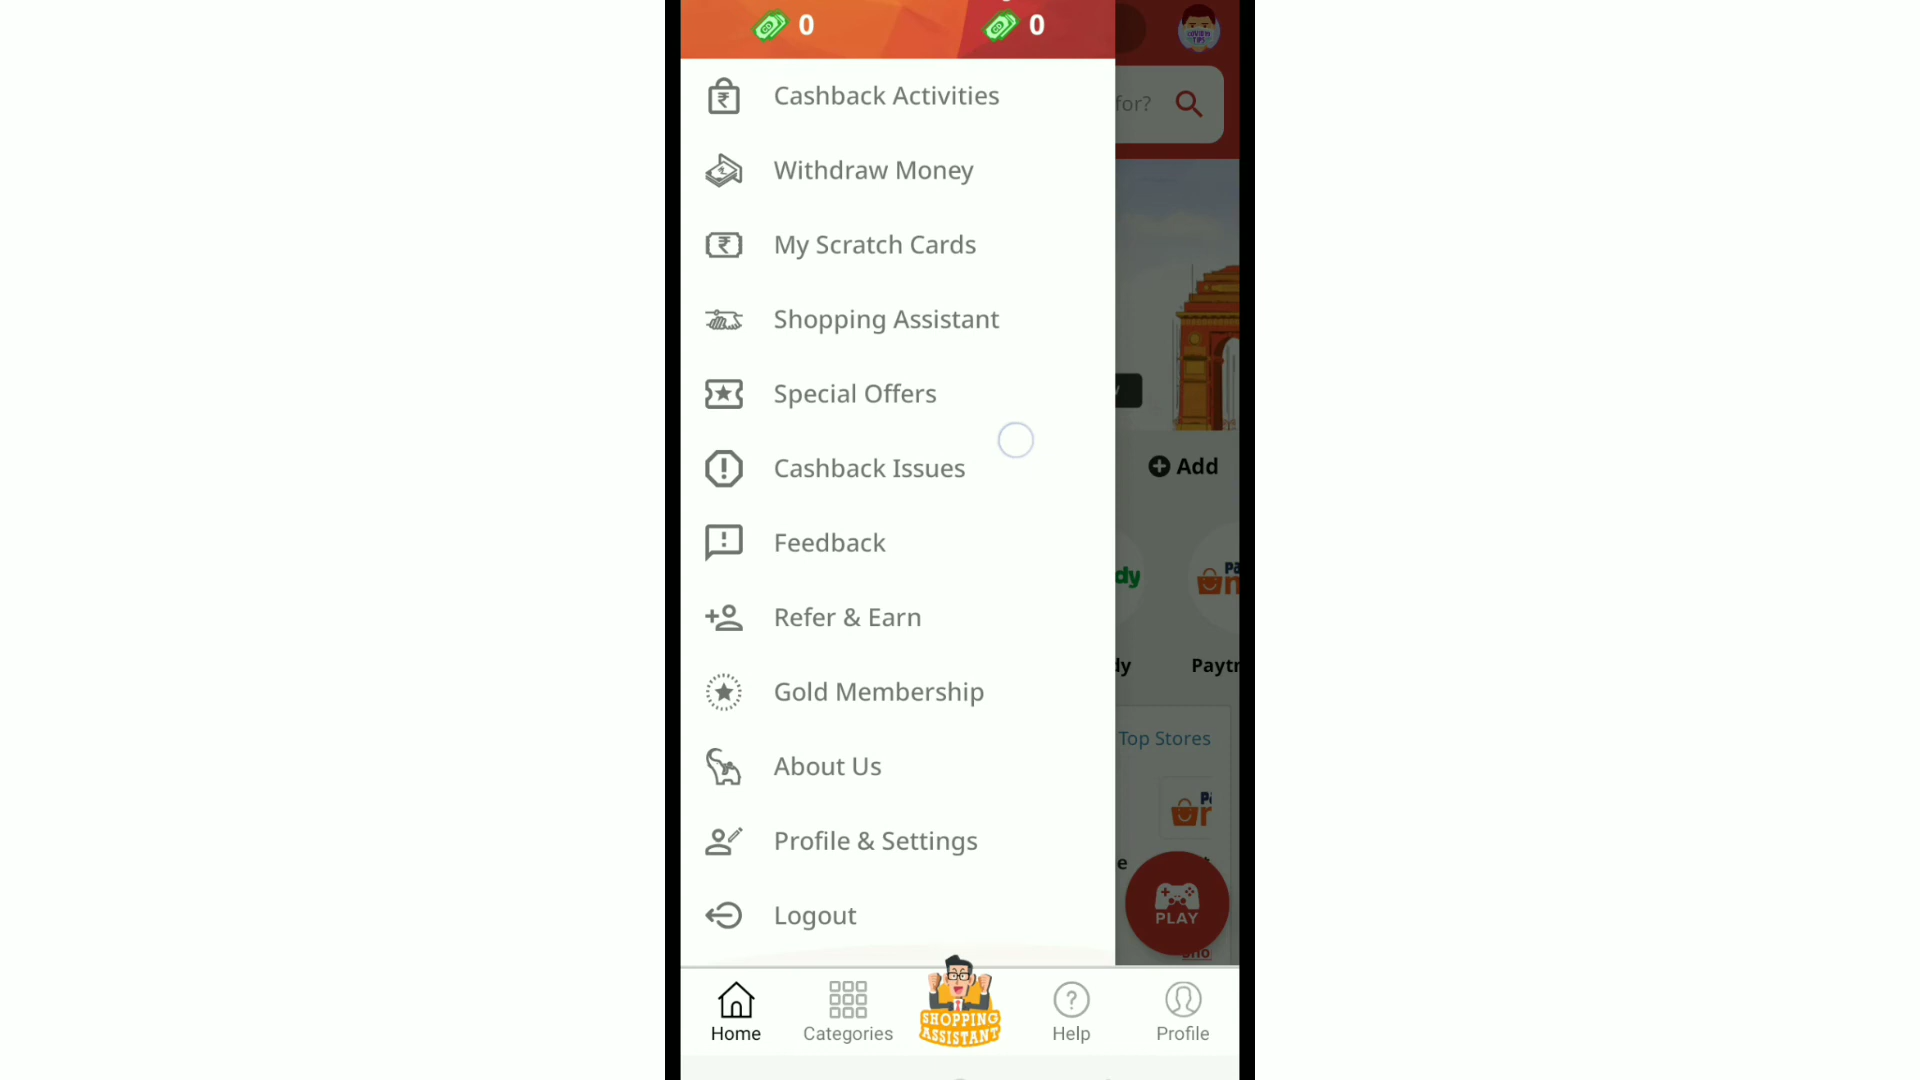 0 0
Cashback Activities
for?
Withdraw Money
My Scratch Cards
Shopping Assistant
Special Offers
Cashback Issues
Add
Feedback
dy
Refer & Earn
dy Paytm
Gold Membership
Top Stores
About Us
Profile & Settings
e
PLAY
Logout
SHOPPING
ASSISTANT
Home Categories Help Profile